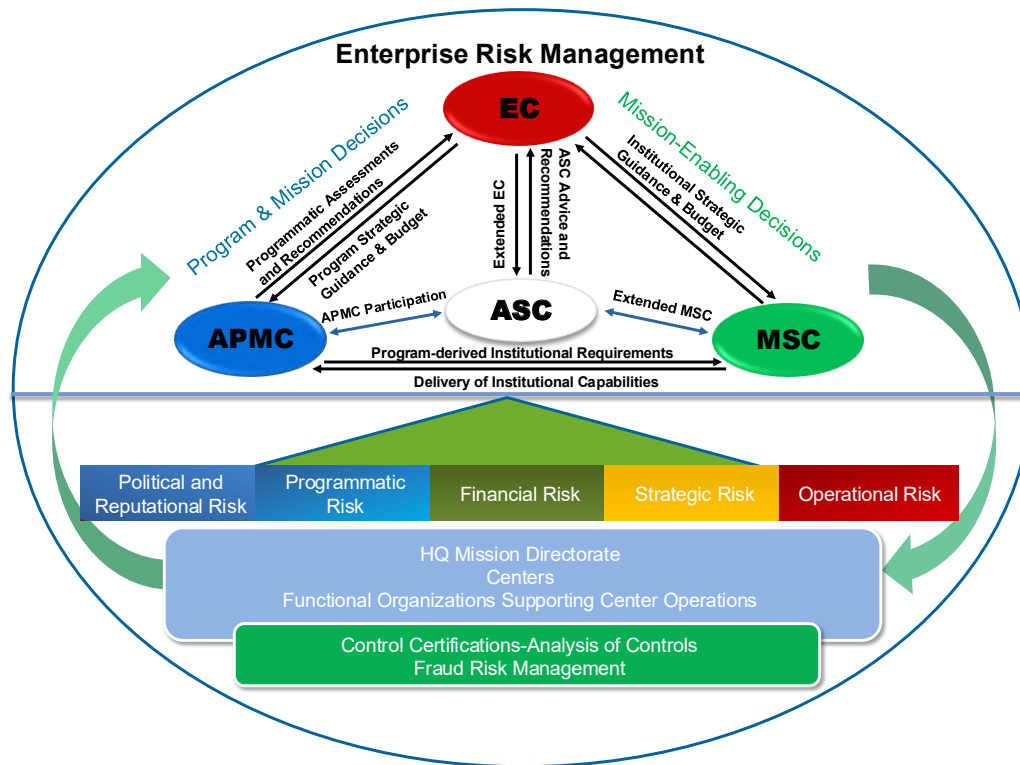 Enterprise Risk Management
EC
Program & Mission Decisions
Mission-Enabling Decisions
Programmatic Assessments
and Recommendations
Program Strategic
Guidance & Budget
Extended EC
ASC Advice and
Recommendations
Institutional Strategic
Guidance & Budget
APMC
APMC Participation
ASC
Extended MSC
MSC
Program-derived Institutional Requirements
Delivery of Institutional Capabilities
Political and
Reputational Risk
Programmatic
Risk
Financial Risk
Strategic Risk
Operational Risk
HQ Mission Directorate
Centers
Functional Organizations Supporting Center Operations
Control Certifications-Analysis of Controls
Fraud Risk Management